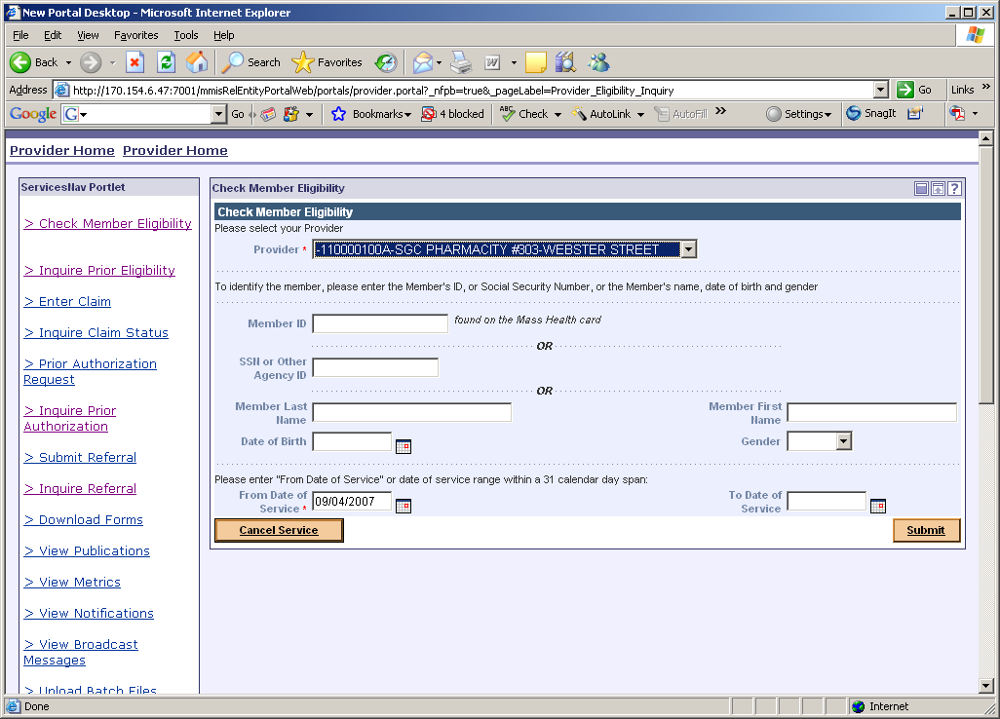 New Portal Desktop - Microsoft Internet Explorer
File Edit View Favorites Tools Help
Back Search Favorites W
Address http://170.154.6.47:7001/mmisRelEntityPortalWeb/portals/provider.portal?_nfpb=true&_pageLabel=Provider_Eligibility_Inquiry Go Links »
Google G Go Bookmarks 4 blocked ABC Check AutoLink AutoFill » Settings SnagIt
Provider Home Provider Home
ServicesNav Portlet
> Check Member Eligibility
> Inquire Prior Eligibility
> Enter Claim
> Inquire Claim Status
> Prior Authorization
Request
> Inquire Prior
Authorization
> Submit Referral
> Inquire Referral
> Download Forms
> View Publications
> View Metrics
> View Notifications
> View Broadcast
Messages
> Upload Batch Files
Check Member Eligibility ?
Check Member Eligibility
Please select your Provider
Provider * -110000100A-SGC PHARMACITY #303-WEBSTER STREET
To identify the member, please enter the Member's ID, or Social Security Number, or the Member's name, date of birth and gender
Member ID found on the Mass Health card
OR
SSN or Other
Agency ID
OR
Member Last
Name
Member First
Name
Date of Birth Gender
Please enter "From Date of Service" or date of service range within a 31 calendar day span:
From Date of
Service * 09/04/2007
To Date of
Service
Cancel Service Submit
Done Internet